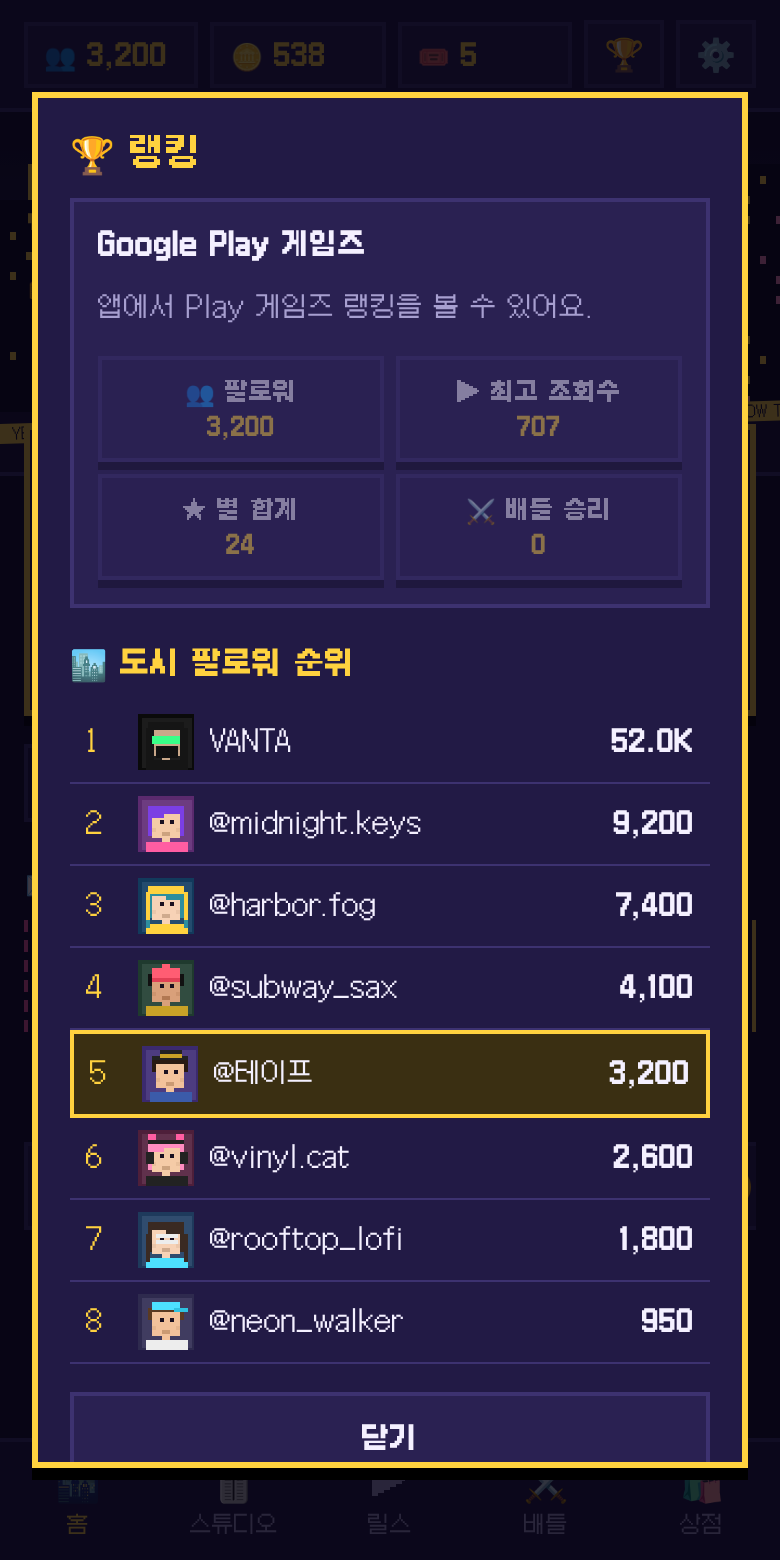 3,200
538
5
랭킹
Google Play 게임즈
앱에서 Play 게임즈 랭킹을 볼 수 있어요.
팔로워
3,200
▶ 최고 조회수
707
★ 별 합계
24
배틀 승리
0
도시 팔로워 순위
1 VANTA 52.0K
2 @midnight.keys 9,200
3 @harbor.fog 7,400
4 @subway_sax 4,100
5 @테이프 3,200
6 @vinyl.cat 2,600
7 @rooftop_lofi 1,800
8 @neon_walker 950
닫기
홈
스튜디오
릴스
배틀
상점